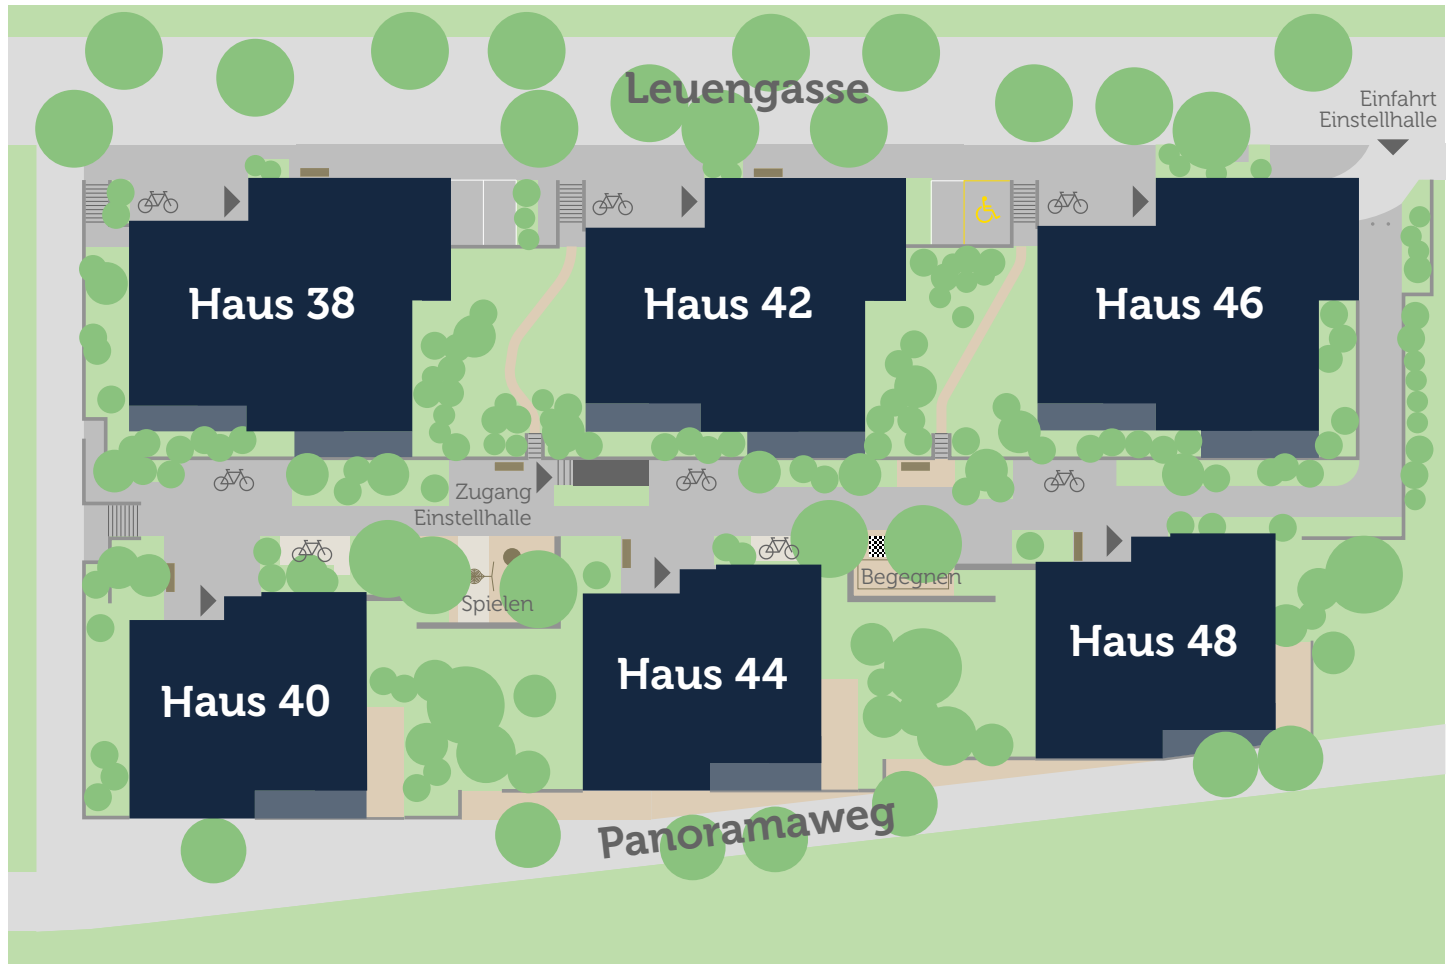 Leuengasse
Einfahrt
Einstellhalle
Haus 38
Haus 42
Haus 46
Zugang
Einstellhalle
Spielen
Begegnen
Haus 40
Haus 44
Haus 48
Panoramaweg